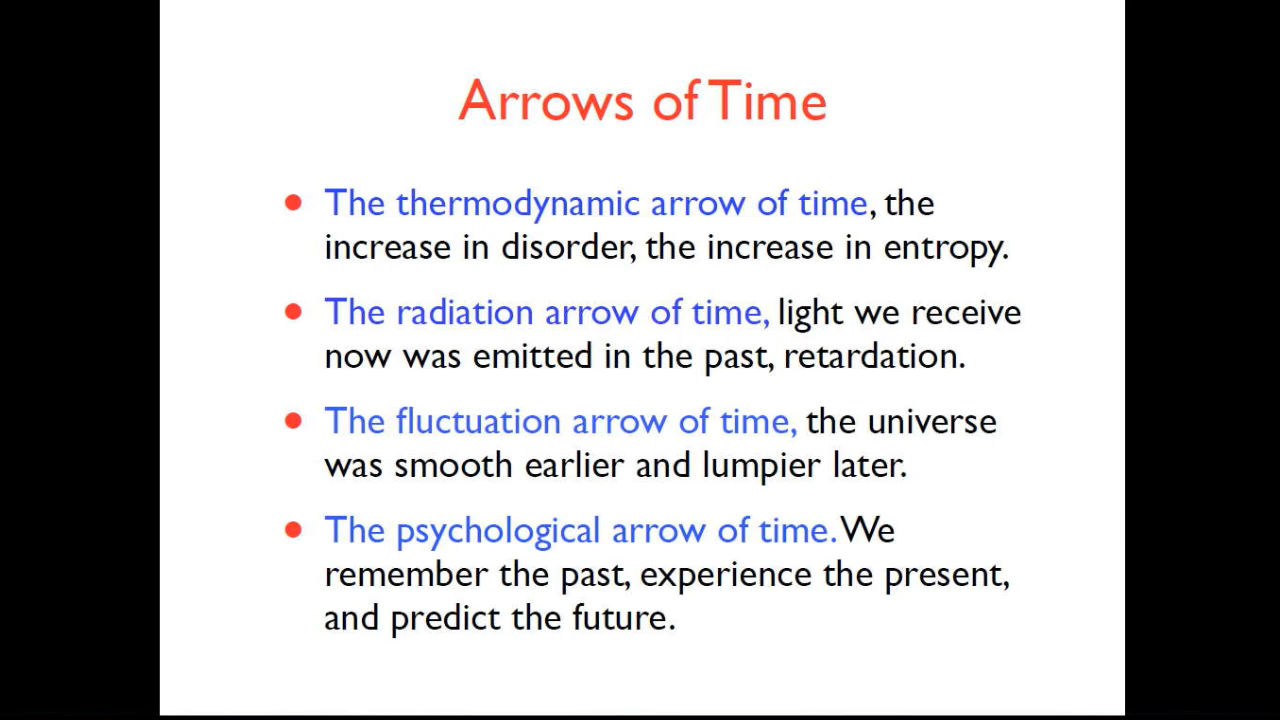 Arrows of Time
• The thermodynamic arrow of time, the
increase in disorder, the increase in entropy.
• The radiation arrow of time, light we receive
now was emitted in the past, retardation.
• The fluctuation arrow of time, the universe
was smooth earlier and lumpier later.
• The psychological arrow of time. We
remember the past, experience the present,
and predict the future.